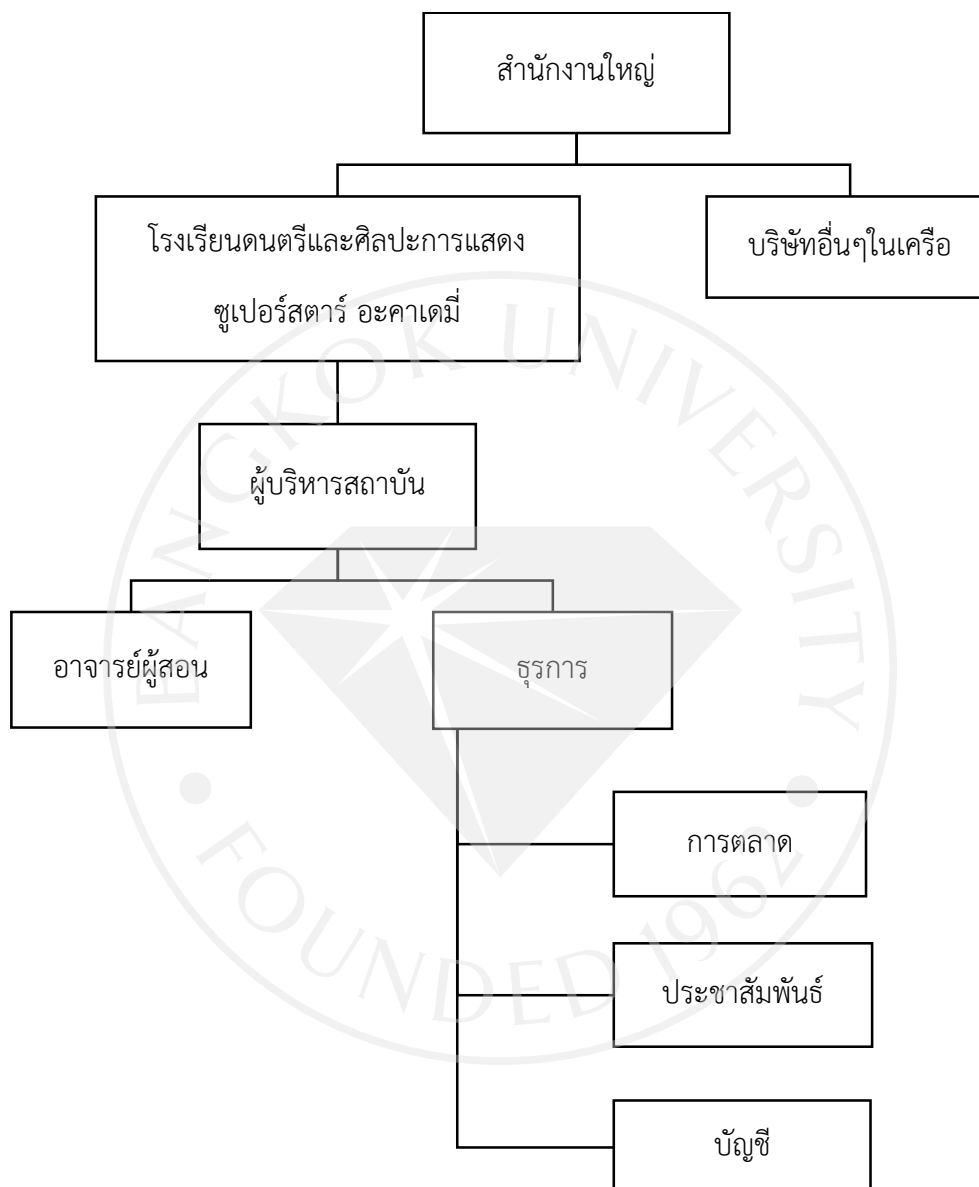 สำนักงานใหญ่
โรงเรียนดนตรีและศิลปะการแสดง
ซูเปอร์สตาร์ อะคาเดมี่
บริษัทอื่นๆในเครือ
ผู้บริหารสถาบัน
อาจารย์ผู้สอน
ธุรการ
การตลาด
ประชาสัมพันธ์
บัญชี
BANGKOK UNIVERSITY
FOUNDED 1962